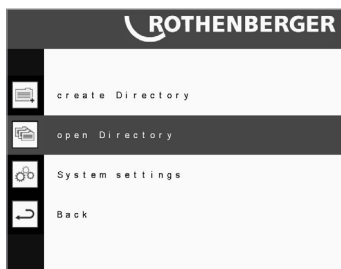 ROTHENBERGER
create Directory
open Directory
System settings
Back